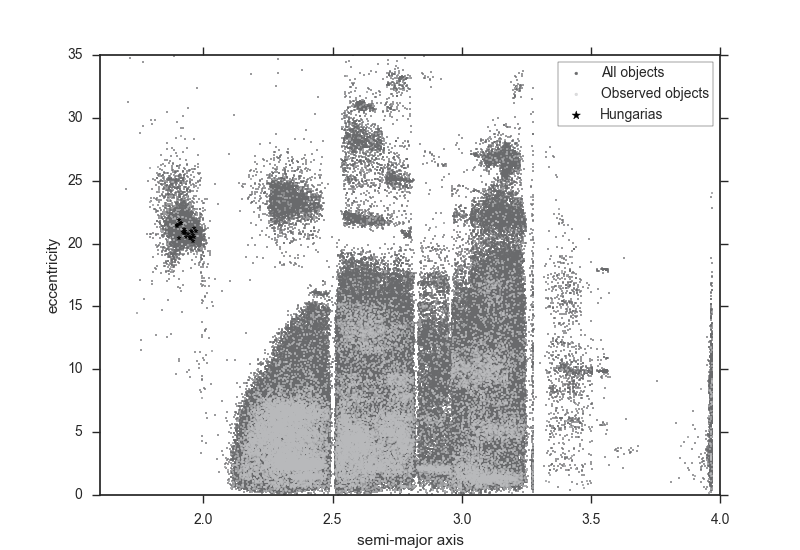 35
30
25
20
15
10
5
0
eccentricity
All objects
Observed objects
Hungarias
2.0 2.5 3.0 3.5 4.0
semi-major axis